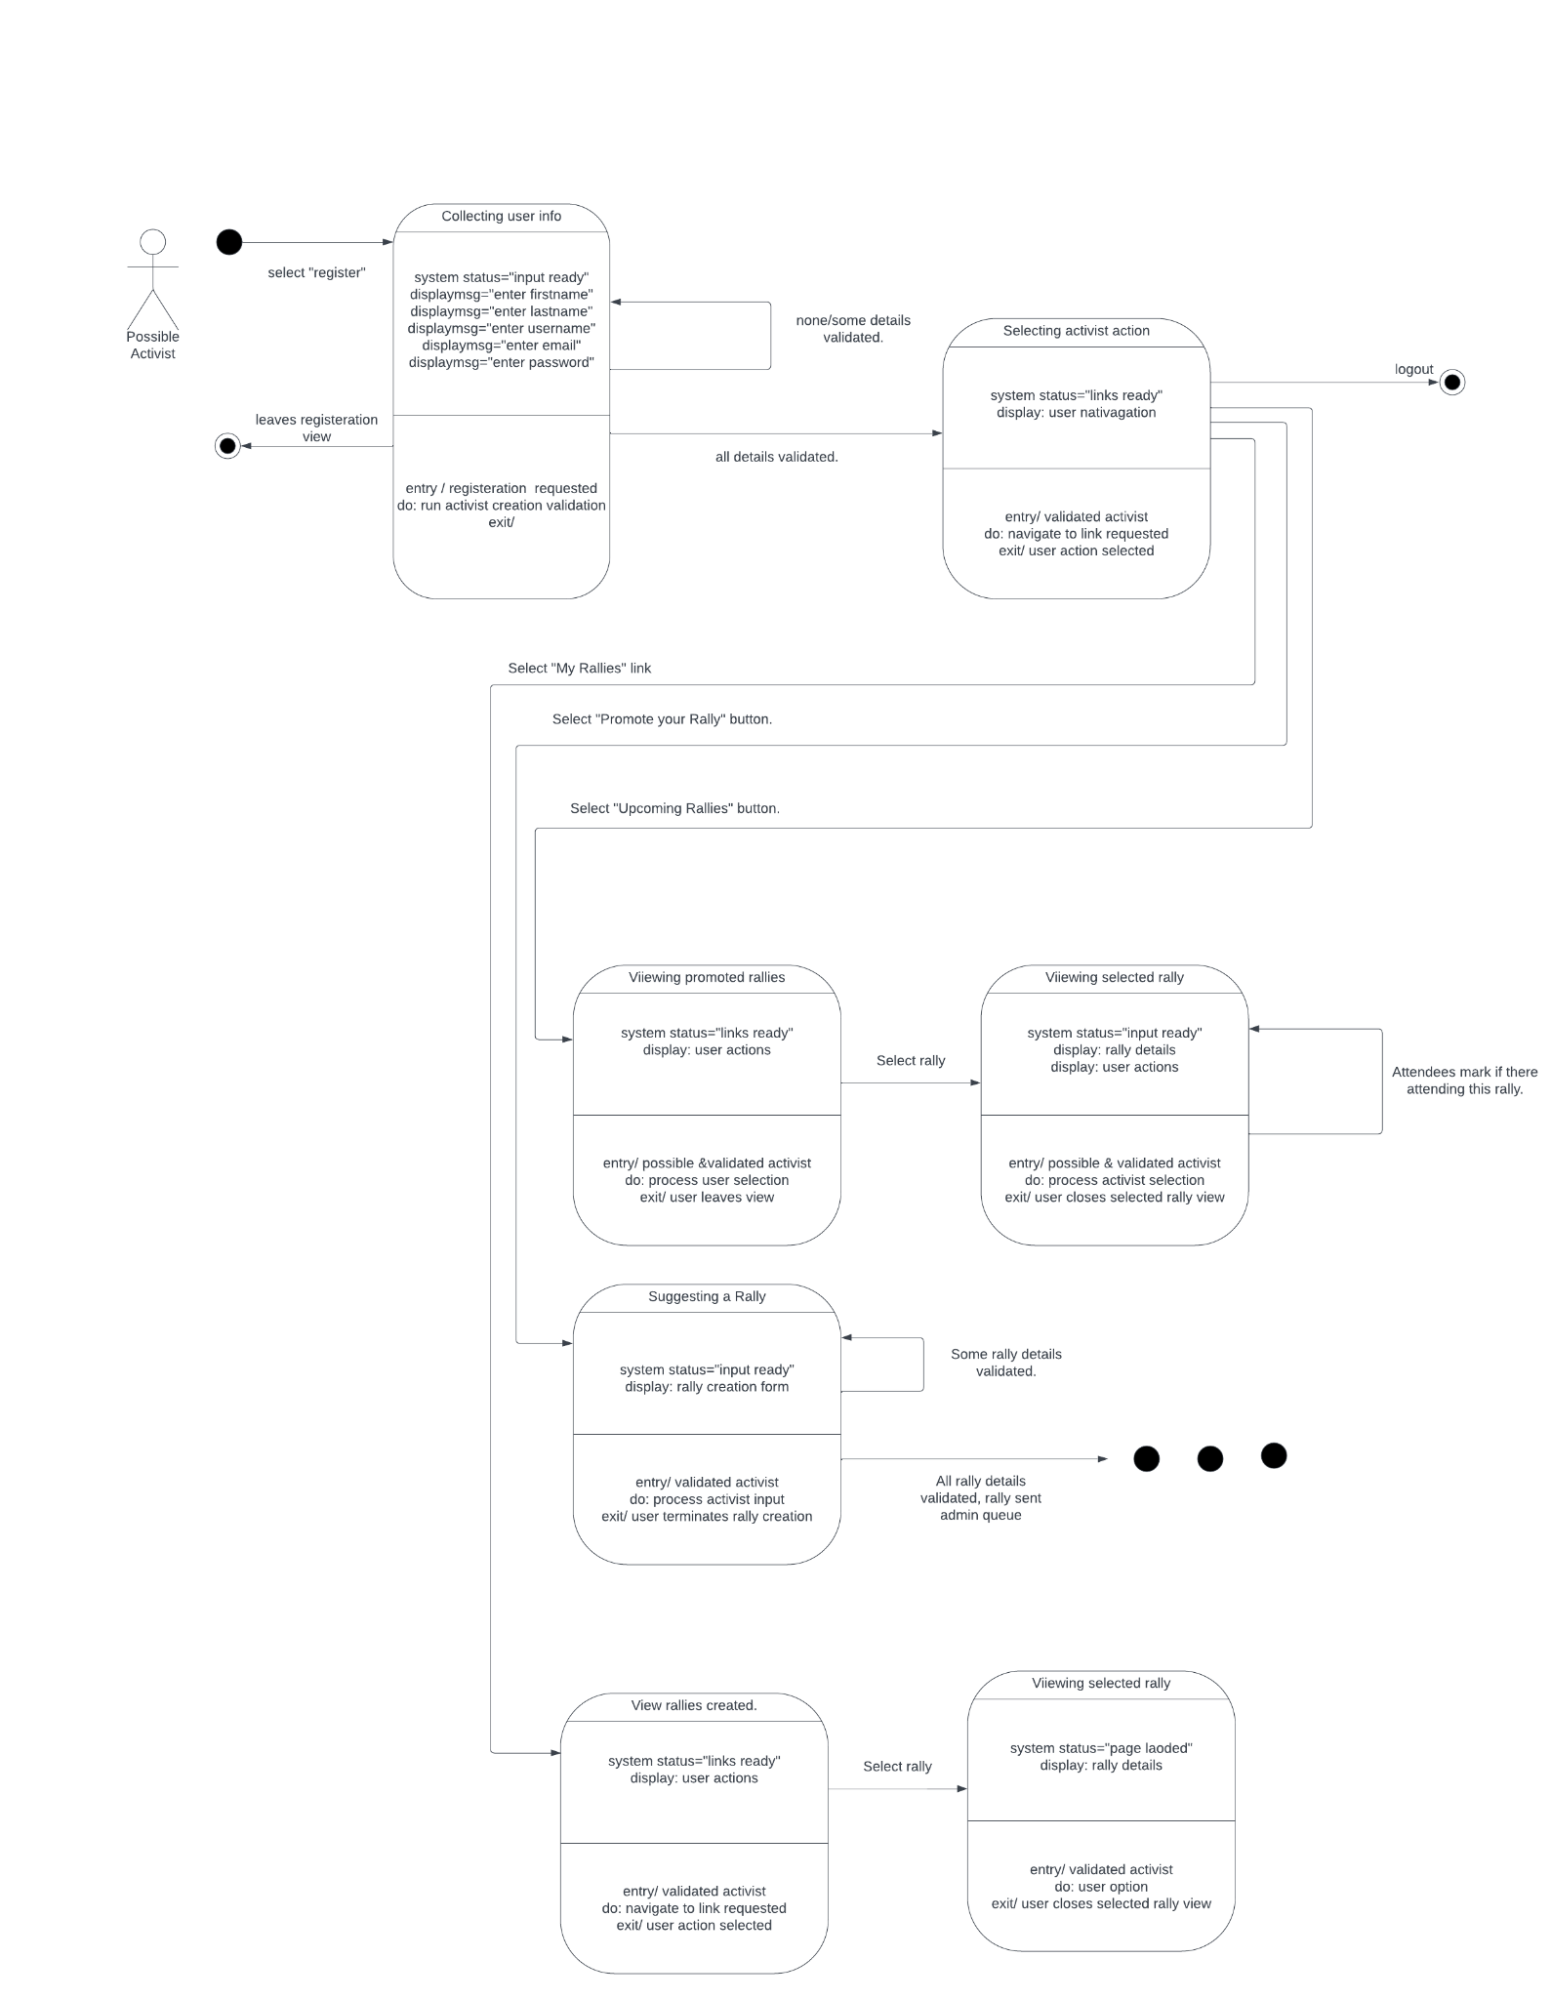 Collecting user info
select "register"
system status="input ready"
displaymsg="enter firstname"
displaymsg="enter lastname"
displaymsg="enter username"
displaymsg="enter email"
displaymsg="enter password"
Possible
Activist
none/some details
validated.
Selecting activist action
logout
system status="links ready"
display: user nativagation
leaves registeration
view
all details validated.
entry / registeration  requested
do: run activist creation validation
exit/
entry/ validated activist
do: navigate to link requested
exit/ user action selected
Select "My Rallies" link
Select "Promote your Rally" button.
Select "Upcoming Rallies" button.
Viiewing promoted rallies
system status="links ready"
display: user actions
entry/ possible &validated activist
do: process user selection
exit/ user leaves view
Select rally
Viiewing selected rally
system status="input ready"
display: rally details
display: user actions
entry/ possible & validated activist
do: process activist selection
exit/ user closes selected rally view
Attendees mark if there
attending this rally.
Suggesting a Rally
system status="input ready"
display: rally creation form
entry/ validated activist
do: process activist input
exit/ user terminates rally creation
Some rally details
validated.
All rally details
validated, rally sent
admin queue
View rallies created.
system status="links ready"
display: user actions
entry/ validated activist
do: navigate to link requested
exit/ user action selected
Select rally
Viiewing selected rally
system status="page laoded"
display: rally details
entry/ validated activist
do: user option
exit/ user closes selected rally view